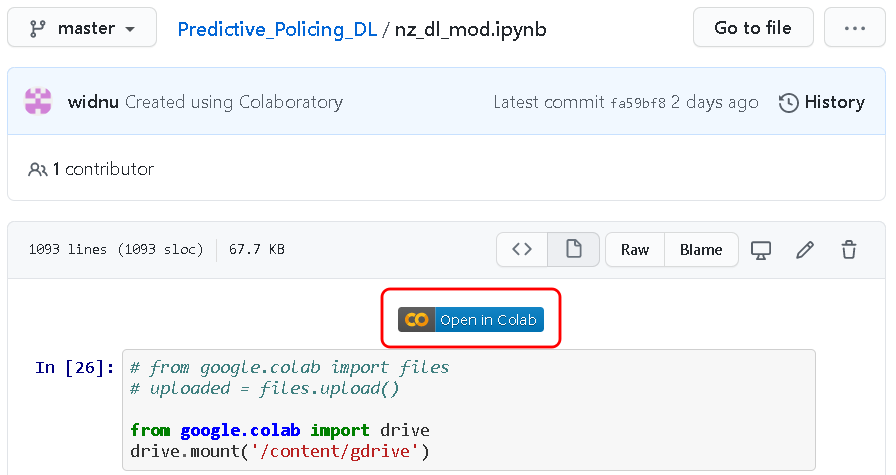 master Predictive_Policing_DL / nz_dl_mod.ipynb Go to file ...
widnu Created using Colaboratory Latest commit fa59bf8 2 days ago History
1 contributor
1093 lines (1093 sloc) 67.7 KB <> Raw Blame
Open in Colab
In [26]: # from google.colab import files
# uploaded = files.upload()
from google.colab import drive
drive.mount('/content/gdrive')